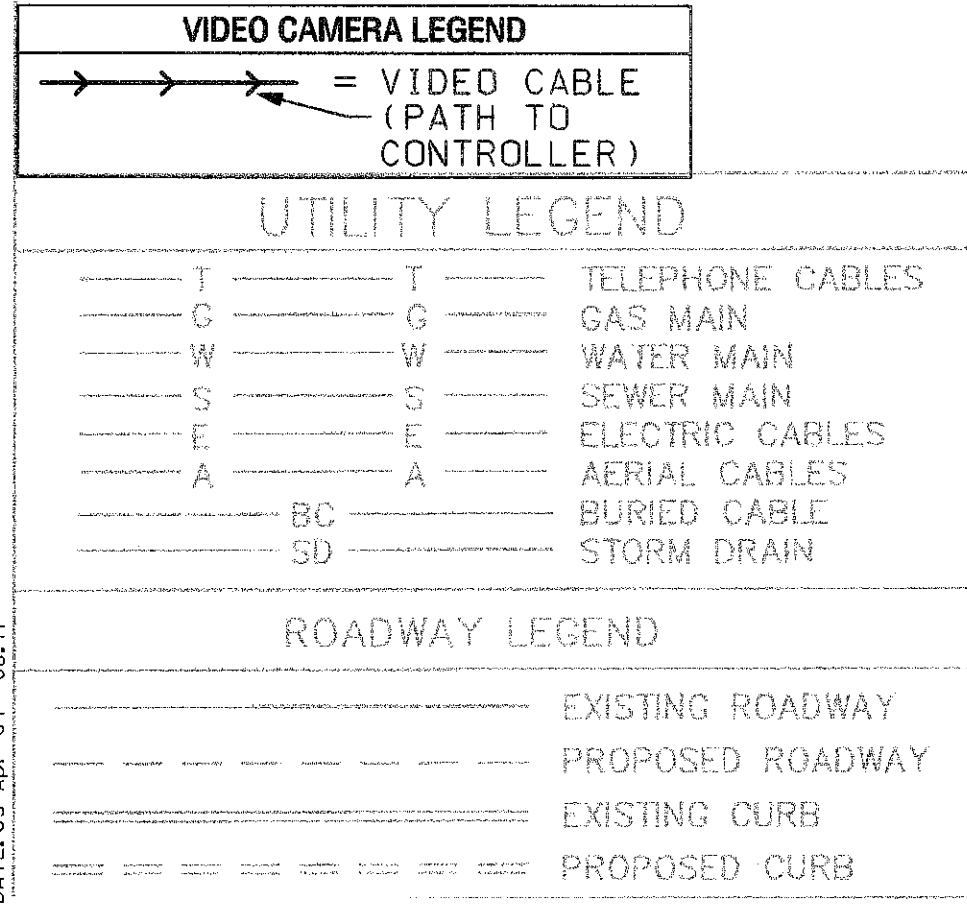 VIDEO CAMERA LEGEND
= VIDEO CABLE
(PATH TO
CONTROLLER)
UTILITY LEGEND
T T TELEPHONE CABLES
G G GAS MAIN
W W WATER MAIN
S S SEWER MAIN
E E ELECTRIC CABLES
A A AERIAL CABLES
BC BURIED CABLE
SD STORM DRAIN
ROADWAY LEGEND
EXISTING ROADWAY
PROPOSED ROADWAY
EXISTING CURB
PROPOSED CURB